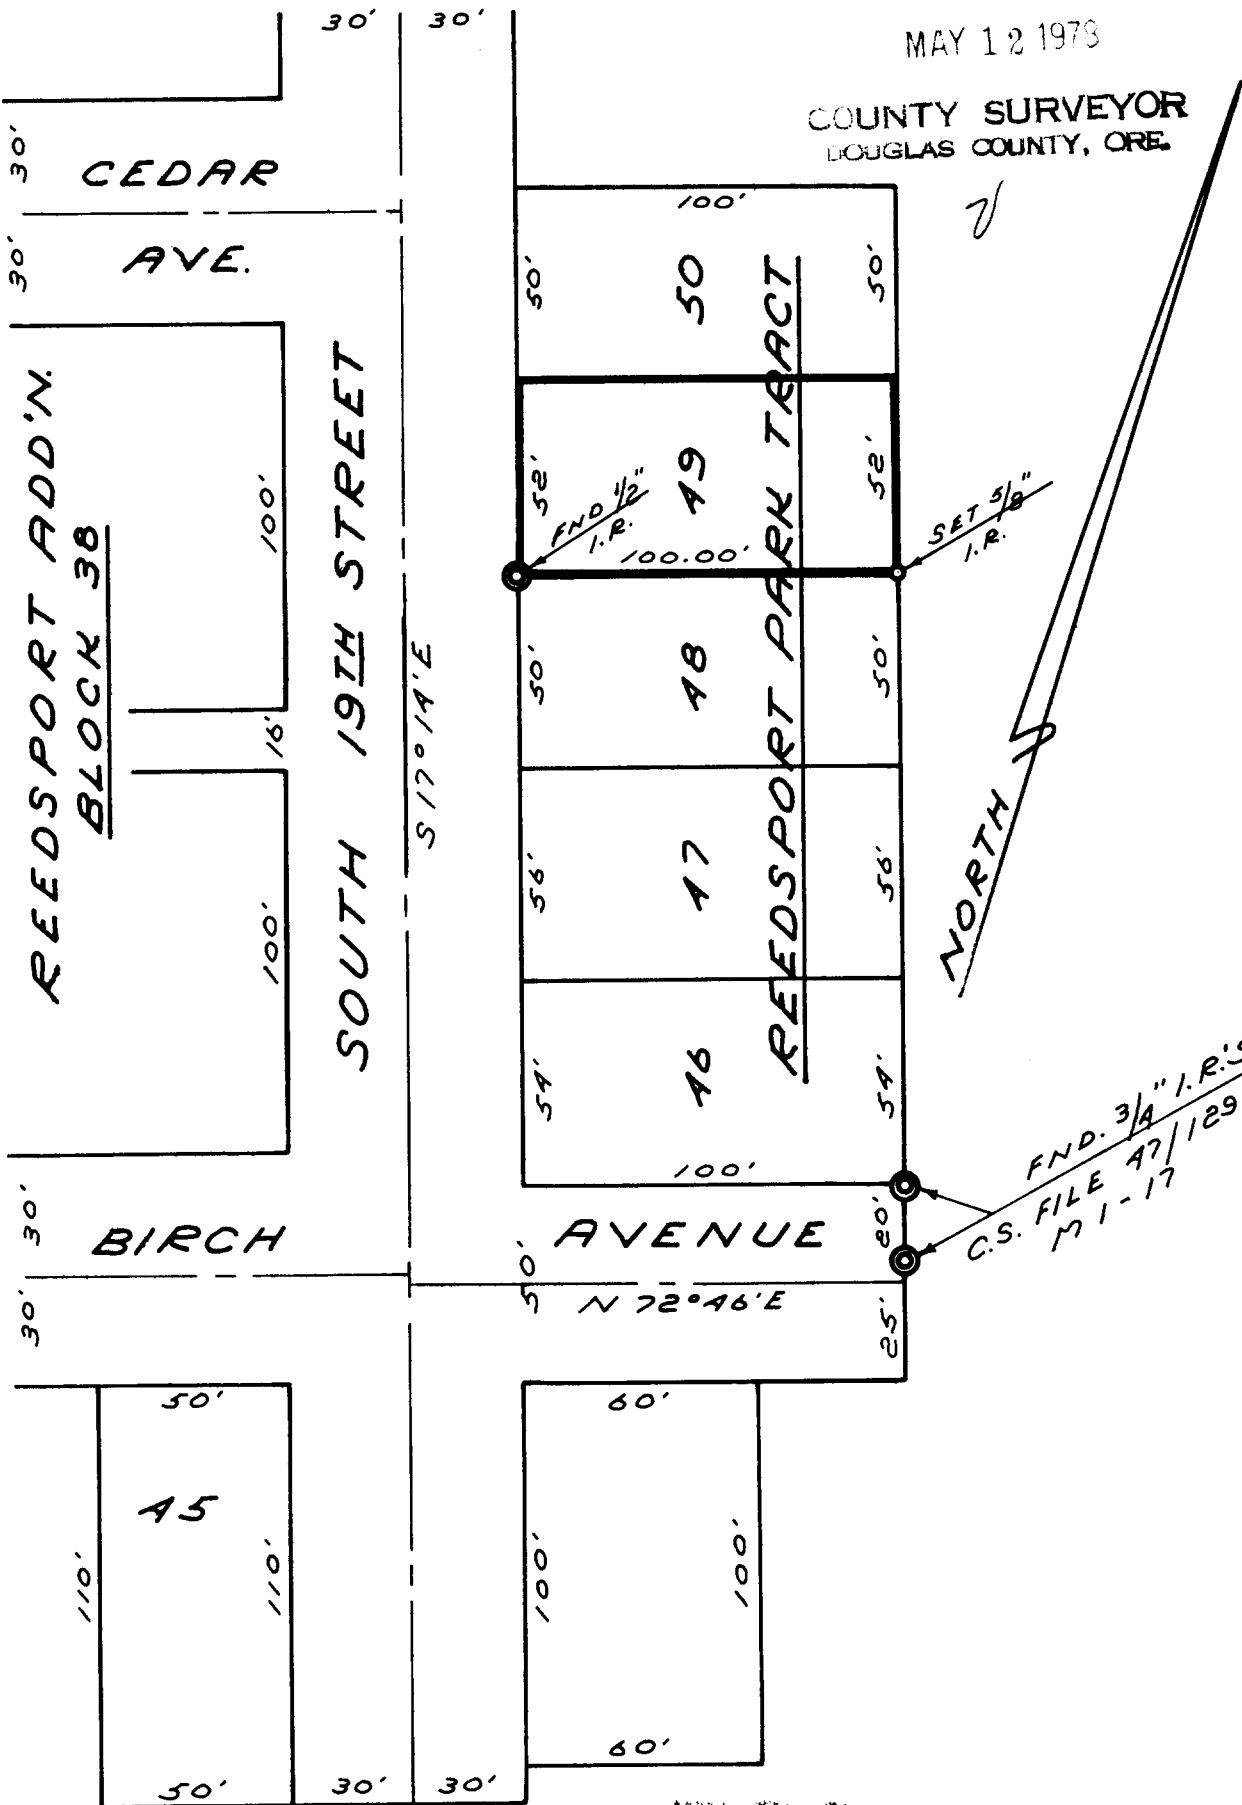 30' 30'
MAY 12 1978
COUNTY SURVEYOR
DOUGLAS COUNTY, ORE.
30'
CEDAR
30'
AVE.
REEDSPORT ADD'N.
BLOCK 38
100'
16'
100'
SOUTH 19TH STREET
S 17° 14' E
100'
50'
50
50'
52'
49
52'
FND 1/2"
I.R.
100.00'
SET 5/8"
I.R.
50'
48
50'
56'
47
56'
54'
46
54'
100'
REEDSPORT PARK TRACT
NORTH
FND. 3/4" I.R.'S
C.S. FILE 47/129
M 1-17
30'
BIRCH
AVENUE
20'
50'
N 72° 46' E
30'
25'
50'
60'
45
110'
110'
100'
100'
60'
50'
30' 30'